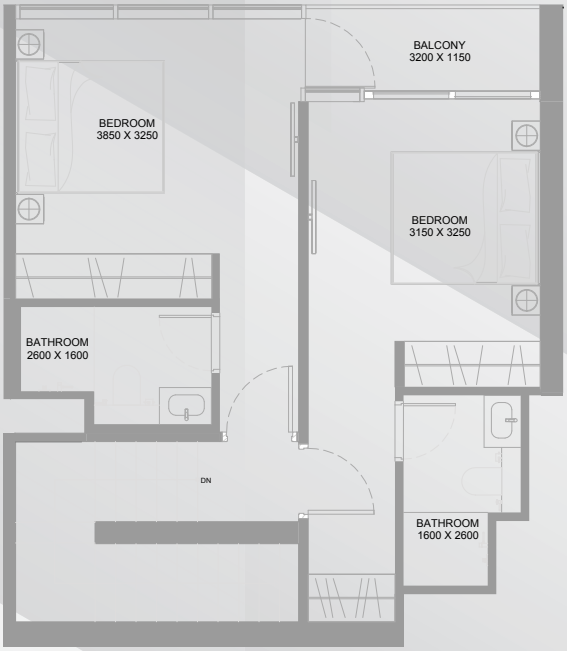 BALCONY
3200 X 1150
BEDROOM
3850 X 3250
BEDROOM
3150 X 3250
BATHROOM
2600 X 1600
DN
BATHROOM
1600 X 2600